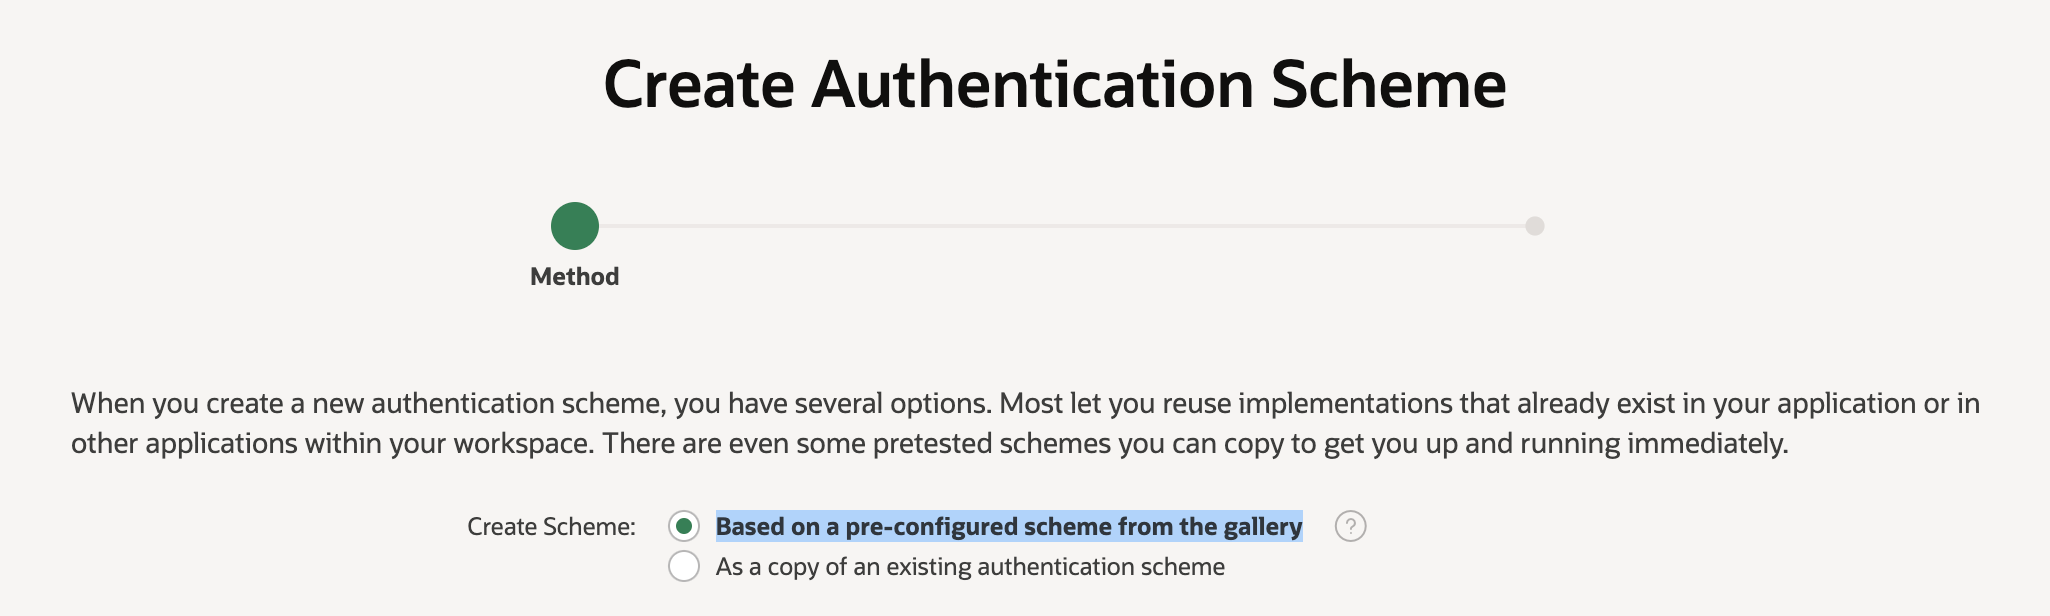 Create Authentication Scheme
Method
When you create a new authentication scheme, you have several options. Most let you reuse implementations that already exist in your application or in
other applications within your workspace. There are even some pretested schemes you can copy to get you up and running immediately.
Create Scheme: Based on a pre-configured scheme from the gallery ?
As a copy of an existing authentication scheme